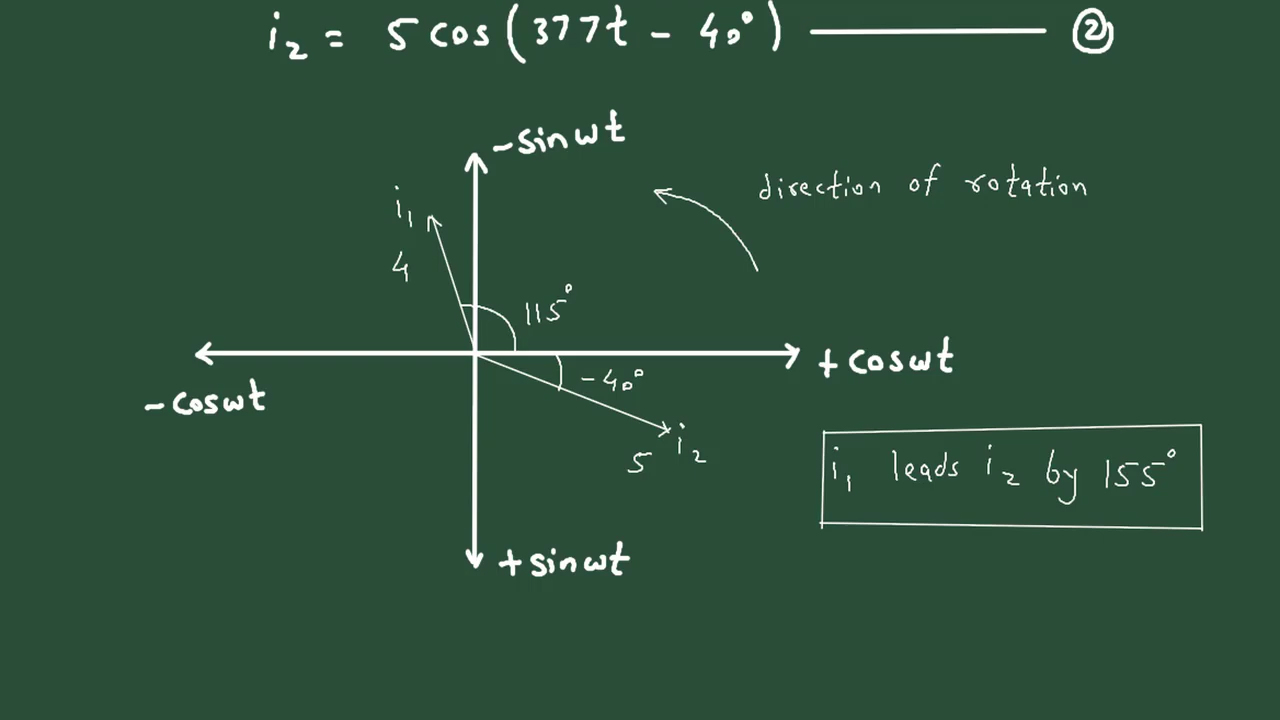 i₂ = 5 cos(377t - 40°) ②
-sinωt
direction of rotation
i₁
4
115°
+cosωt
-40°
-cosωt
i₂
5
i₁ leads i₂ by 155°
+sinωt